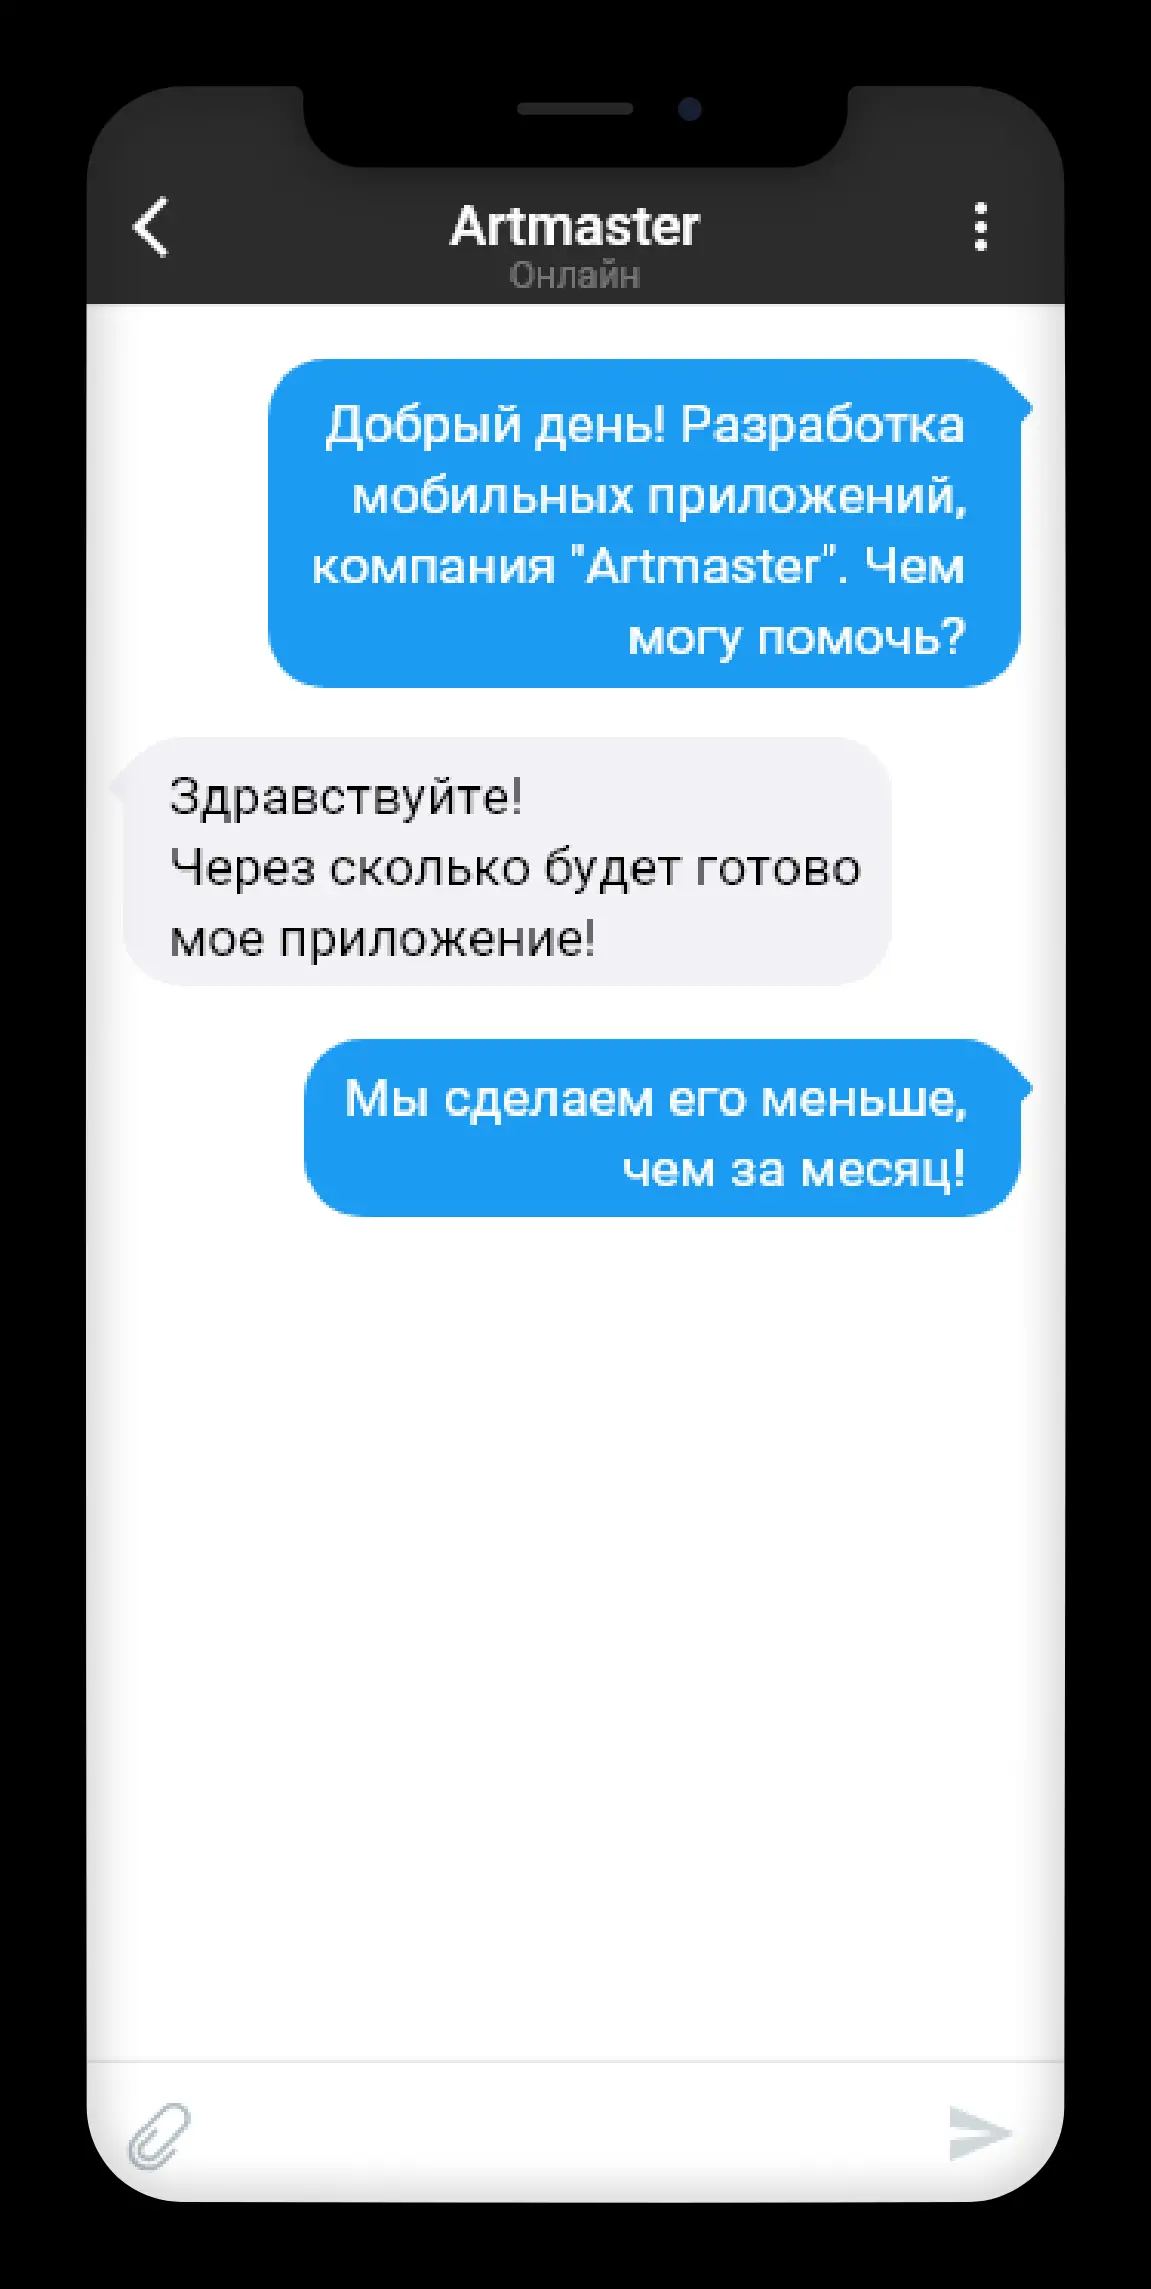 Artmaster
Онлайн
Добрый день! Разработка
мобильных приложений,
компания "Artmaster". Чем
могу помочь?
Здравствуйте!
Через сколько будет готово
мое приложение!
Мы сделаем его меньше,
чем за месяц!